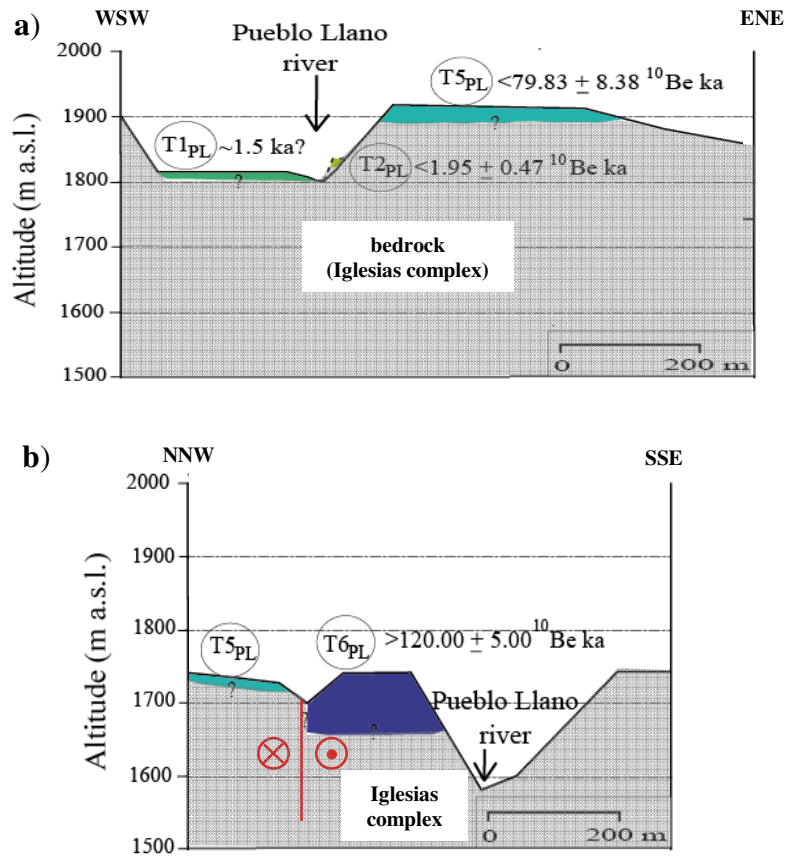 a)
WSW
ENE
Altitude (m a.s.l.)
2000
1900
1800
1700
1600
1500
Pueblo Llano
river
T5PL <79.83 ± 8.38 10Be ka
?
T1PL ~1.5 ka?
?
T2PL <1.95 ± 0.47 10Be ka
bedrock
(Iglesias complex)
0 200 m
b)
NNW
SSE
Altitude (m a.s.l.)
2000
1900
1800
1700
1600
1500
T5PL
?
T6PL >120.00 ± 5.00 10Be ka
?
?
Pueblo Llano
river
Iglesias
complex
0 200 m